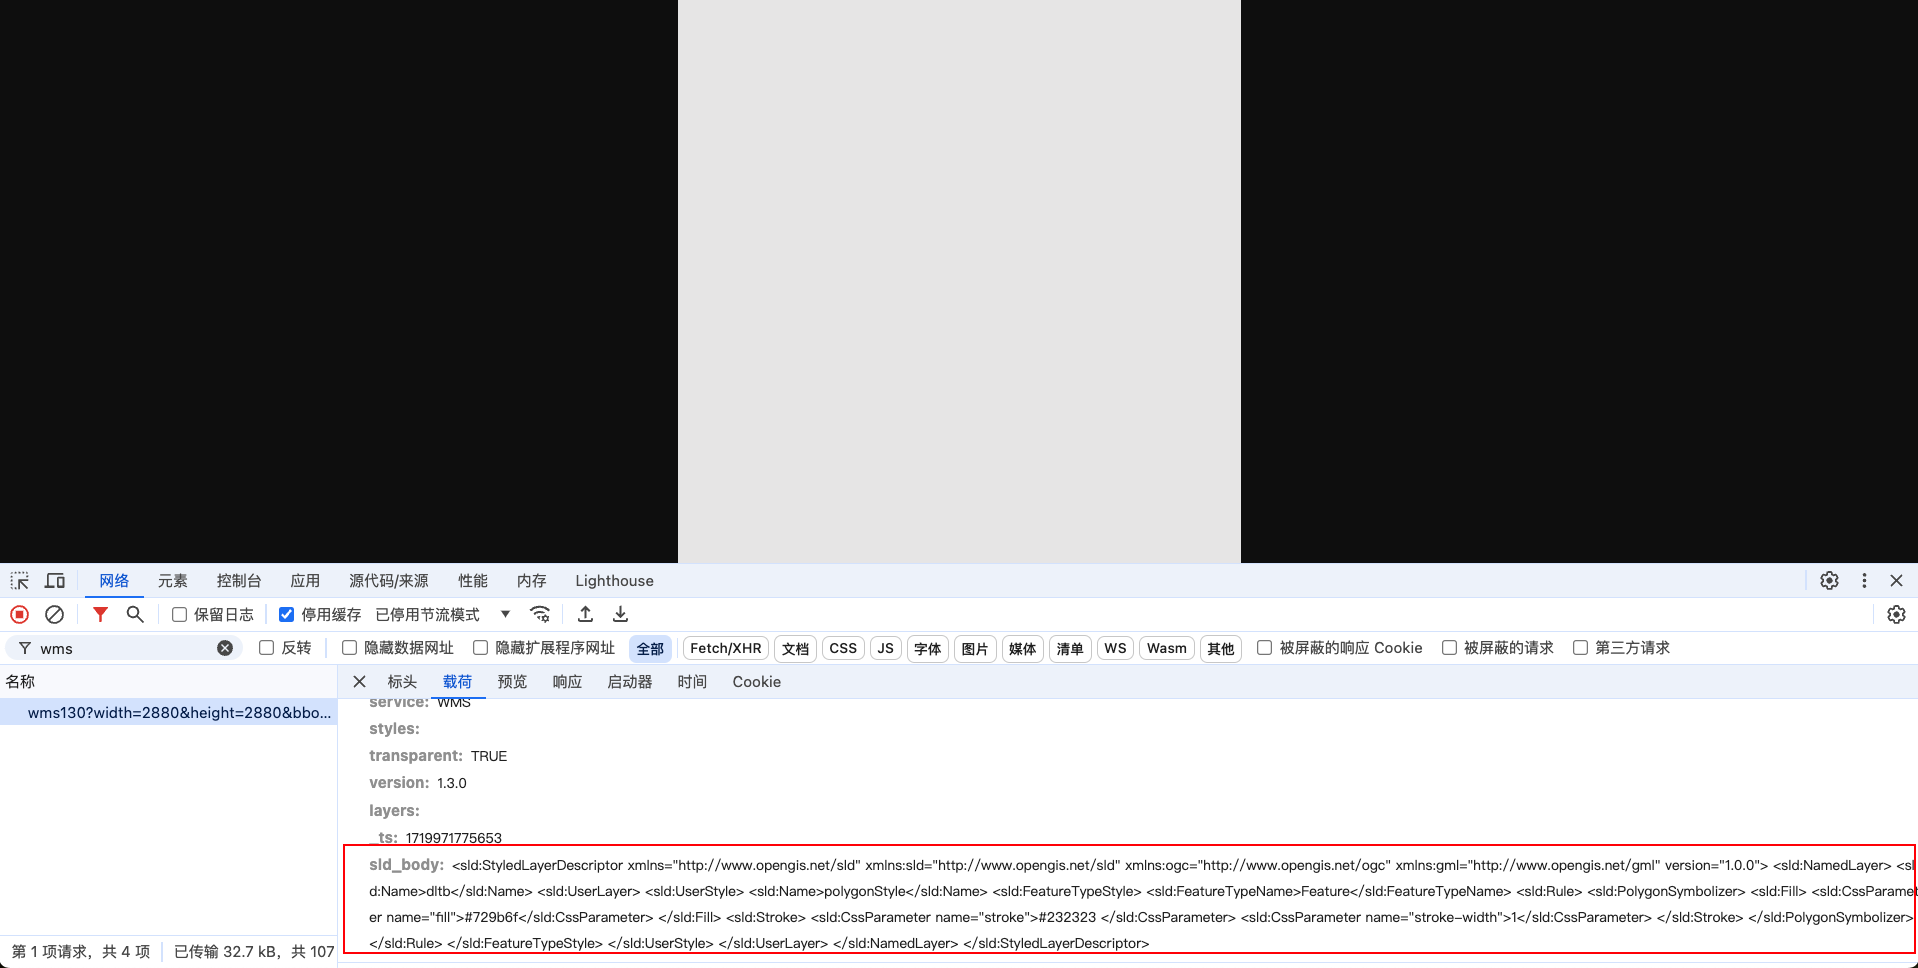 网络 元素 控制台 应用 源代码/来源 性能 内存 Lighthouse
保留日志 停用缓存 已停用节流模式
wms 反转 隐藏数据网址 隐藏扩展程序网址 全部 Fetch/XHR 文档 CSS JS 字体 图片 媒体 清单 WS Wasm 其他 被屏蔽的响应 Cookie 被屏蔽的请求 第三方请求
名称 标头 载荷 预览 响应 启动器 时间 Cookie
service: WMS
wms130?width=2880&height=2880&bbo...
styles:
transparent: TRUE
version: 1.3.0
layers:
_ts: 1719971775653
sld_body: <sld:StyledLayerDescriptor xmlns="http://www.opengis.net/sld" xmlns:sld="http://www.opengis.net/sld" xmlns:ogc="http://www.opengis.net/ogc" xmlns:gml="http://www.opengis.net/gml" version="1.0.0"> <sld:NamedLayer> <sl
d:Name>dltb</sld:Name> <sld:UserLayer> <sld:UserStyle> <sld:Name>polygonStyle</sld:Name> <sld:FeatureTypeStyle> <sld:FeatureTypeName>Feature</sld:FeatureTypeName> <sld:Rule> <sld:PolygonSymbolizer> <sld:Fill> <sld:CssParamet
er name="fill">#729b6f</sld:CssParameter> </sld:Fill> <sld:Stroke> <sld:CssParameter name="stroke">#232323 </sld:CssParameter> <sld:CssParameter name="stroke-width">1</sld:CssParameter> </sld:Stroke> </sld:PolygonSymbolizer>
</sld:Rule> </sld:FeatureTypeStyle> </sld:UserStyle> </sld:UserLayer> </sld:NamedLayer> </sld:StyledLayerDescriptor>
第 1 项请求，共 4 项 已传输 32.7 kB，共 107